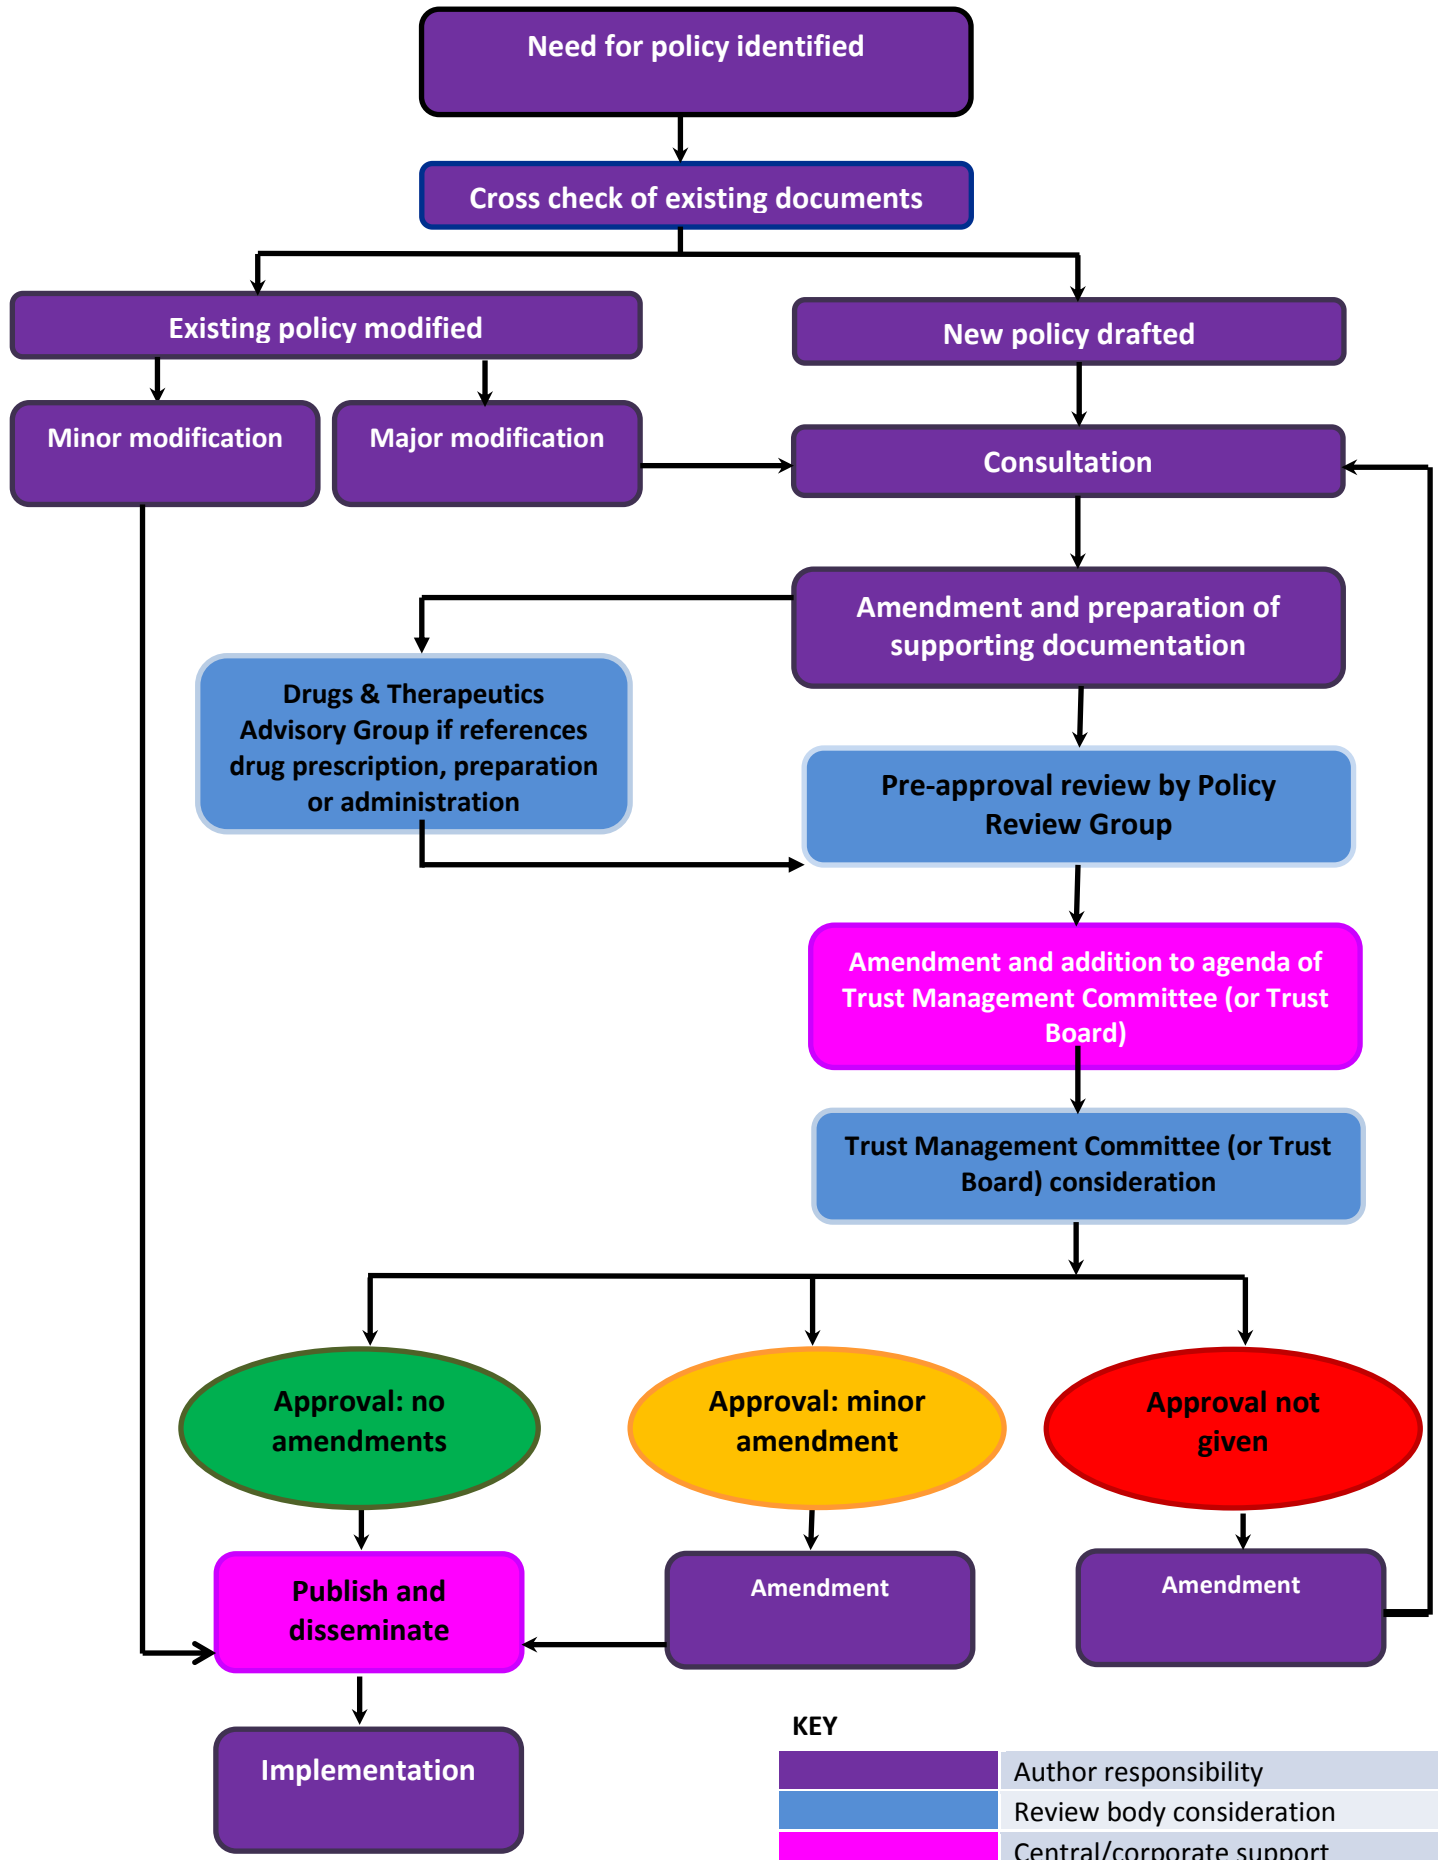 Need for policy identified
Cross check of existing documents
Existing policy modified
New policy drafted
Minor modification
Major modification
Consultation
Amendment and preparation of
supporting documentation
Drugs & Therapeutics
Advisory Group if references
drug prescription, preparation
or administration
Pre-approval review by Policy
Review Group
Amendment and addition to agenda of
Trust Management Committee (or Trust
Board)
Trust Management Committee (or Trust
Board) consideration
Approval: no
amendments
Approval: minor
amendment
Approval not
given
Publish and
disseminate
Amendment
Amendment
Implementation
KEY
Author responsibility
Review body consideration
Central/corporate support